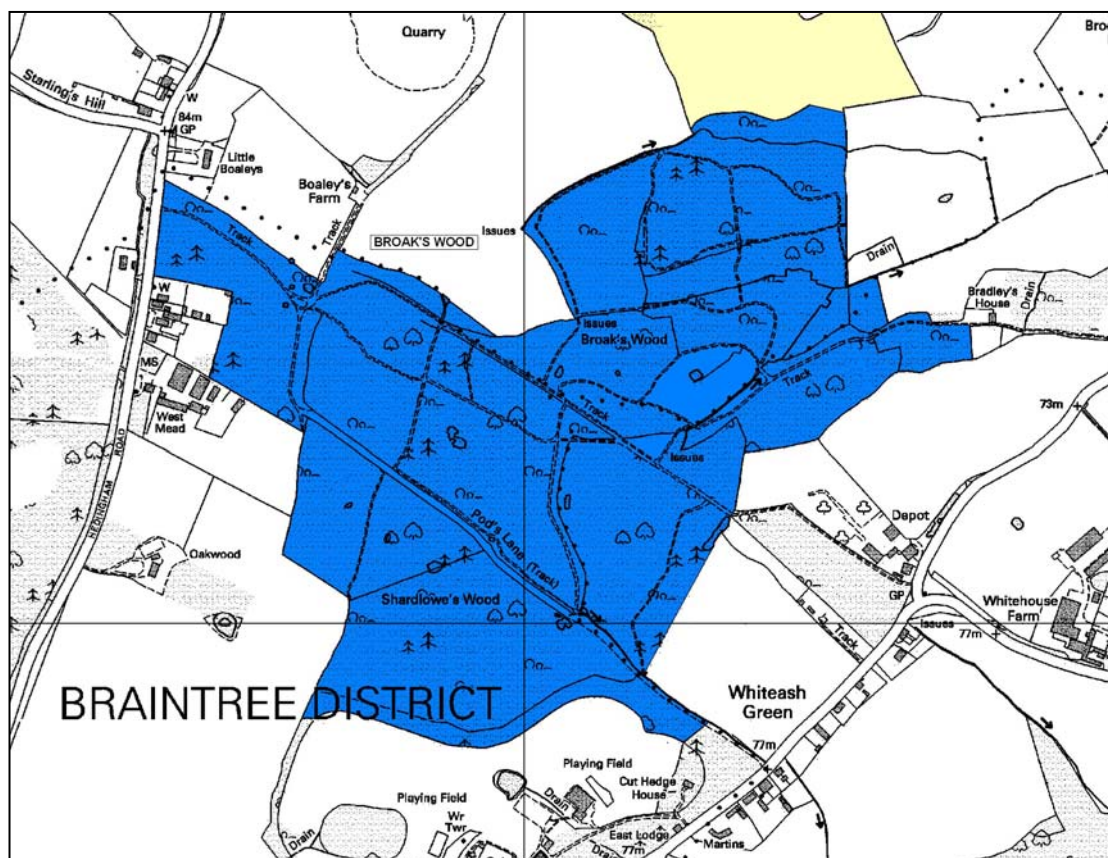 Quarry
Starling's Hill
W
84m
GP
Little
Boaleys
Boaley's
Farm
Track
Track
BROAK'S WOOD
Issues
Drain
Bradley's
House
Drain
Issues
Broak's Wood
Track
Track
Issues
W
MS
West
Mead
HEDINGHAM ROAD
73m
Depot
GP
Whitehouse
Farm
Issues
77m
Pod's Lane (Track)
Oakwood
Shardlowe's Wood
Track
BRAINTREE DISTRICT
Whiteash
Green
77m
Playing Field
Cut Hedge
House
Playing Field
Wr
Twr
Drain
Drain
Drain
East Lodge
77m
Martins